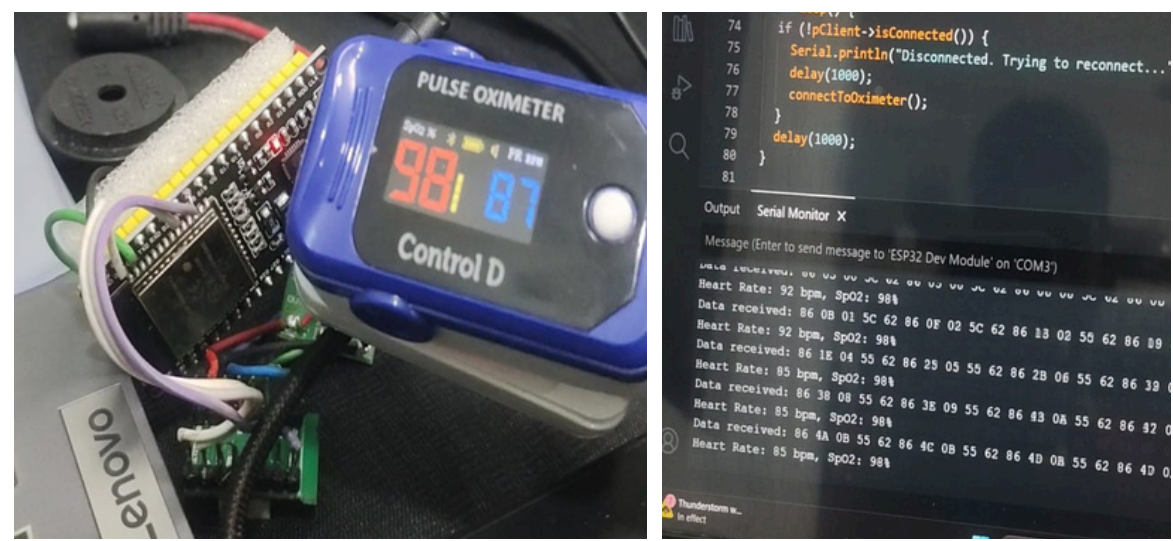 PULSE OXIMETER
SpO2 %
PR
98
87
Control D
Lenovo
74
75 if (!pClient->isConnected()) {
76 Serial.println("Disconnected. Trying to reconnect..."
77 delay(1000);
78 connectToOximeter();
79 }
80 delay(1000);
81 }
Output Serial Monitor X
Message (Enter to send message to 'ESP32 Dev Module' on 'COM3')
Heart Rate: 92 bpm, SpO2: 98%
Data received: 86 0B 01 5C 62 86 0F 02 5C 62 86 13 02 55 62 86 19
Heart Rate: 92 bpm, SpO2: 98%
Data received: 86 1E 04 55 62 86 25 05 55 62 86 2B 06 55 62 86
Heart Rate: 85 bpm, SpO2: 98%
Data received: 86 38 08 55 62 86 3E 09 55 62 86 43 0A 55 62 86
Heart Rate: 85 bpm, SpO2: 98%
Data received: 86 4A 0B 55 62 86 4C 0B 55 62 86 4D 0B 55 62 86 4D
Heart Rate: 85 bpm, SpO2: 98%
Thunderstorm w...
In effect